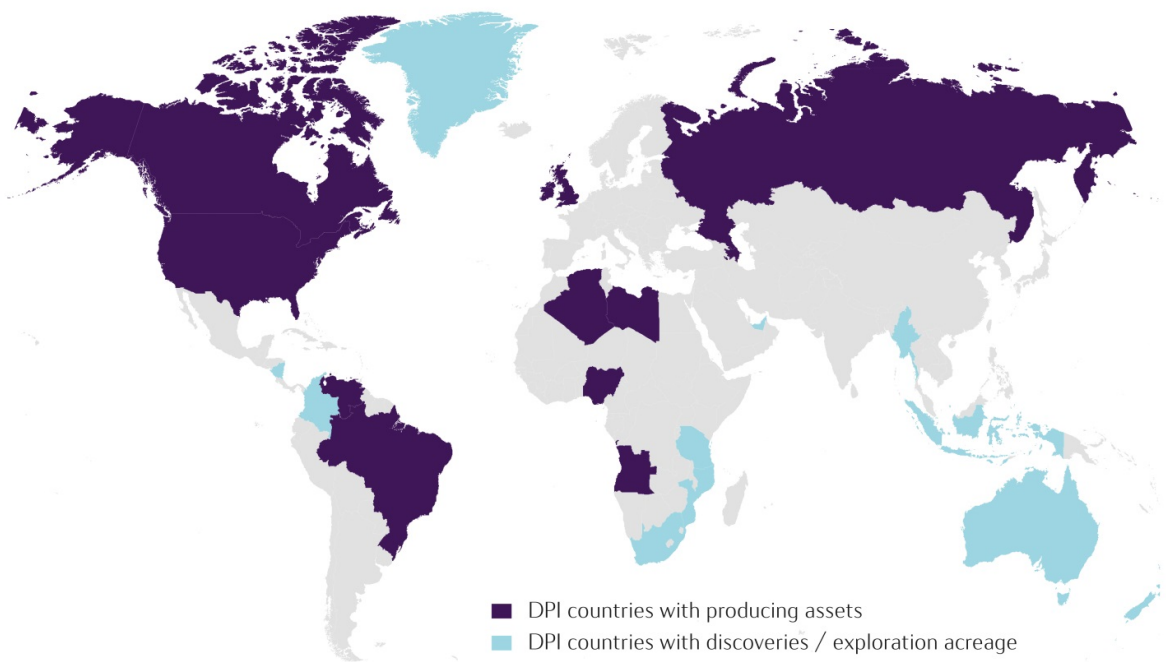 DPI countries with producing assets
DPI countries with discoveries / exploration acreage